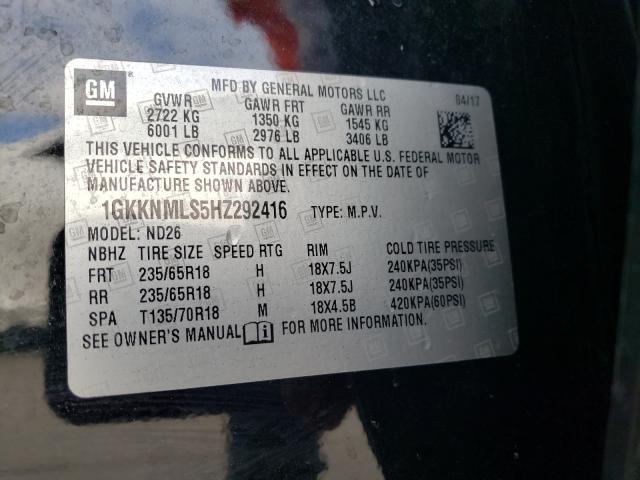 GM
MFD BY GENERAL MOTORS LLC
04/17
GVWR GAWR FRT GAWR RR
2722 KG 1350 KG 1545 KG
6001 LB 2976 LB 3406 LB
THIS VEHICLE CONFORMS TO ALL APPLICABLE U.S. FEDERAL MOTOR
VEHICLE SAFETY STANDARDS IN EFFECT ON THE DATE OF
MANUFACTURE SHOWN ABOVE.
1GKKNMLS5HZ292416 TYPE: M.P.V.
MODEL: ND26
NBHZ TIRE SIZE SPEED RTG RIM COLD TIRE PRESSURE
FRT 235/65R18 H 18X7.5J 240KPA(35PSI)
RR 235/65R18 H 18X7.5J 240KPA(35PSI)
SPA T135/70R18 M 18X4.5B 420KPA(60PSI)
SEE OWNER'S MANUAL FOR MORE INFORMATION.